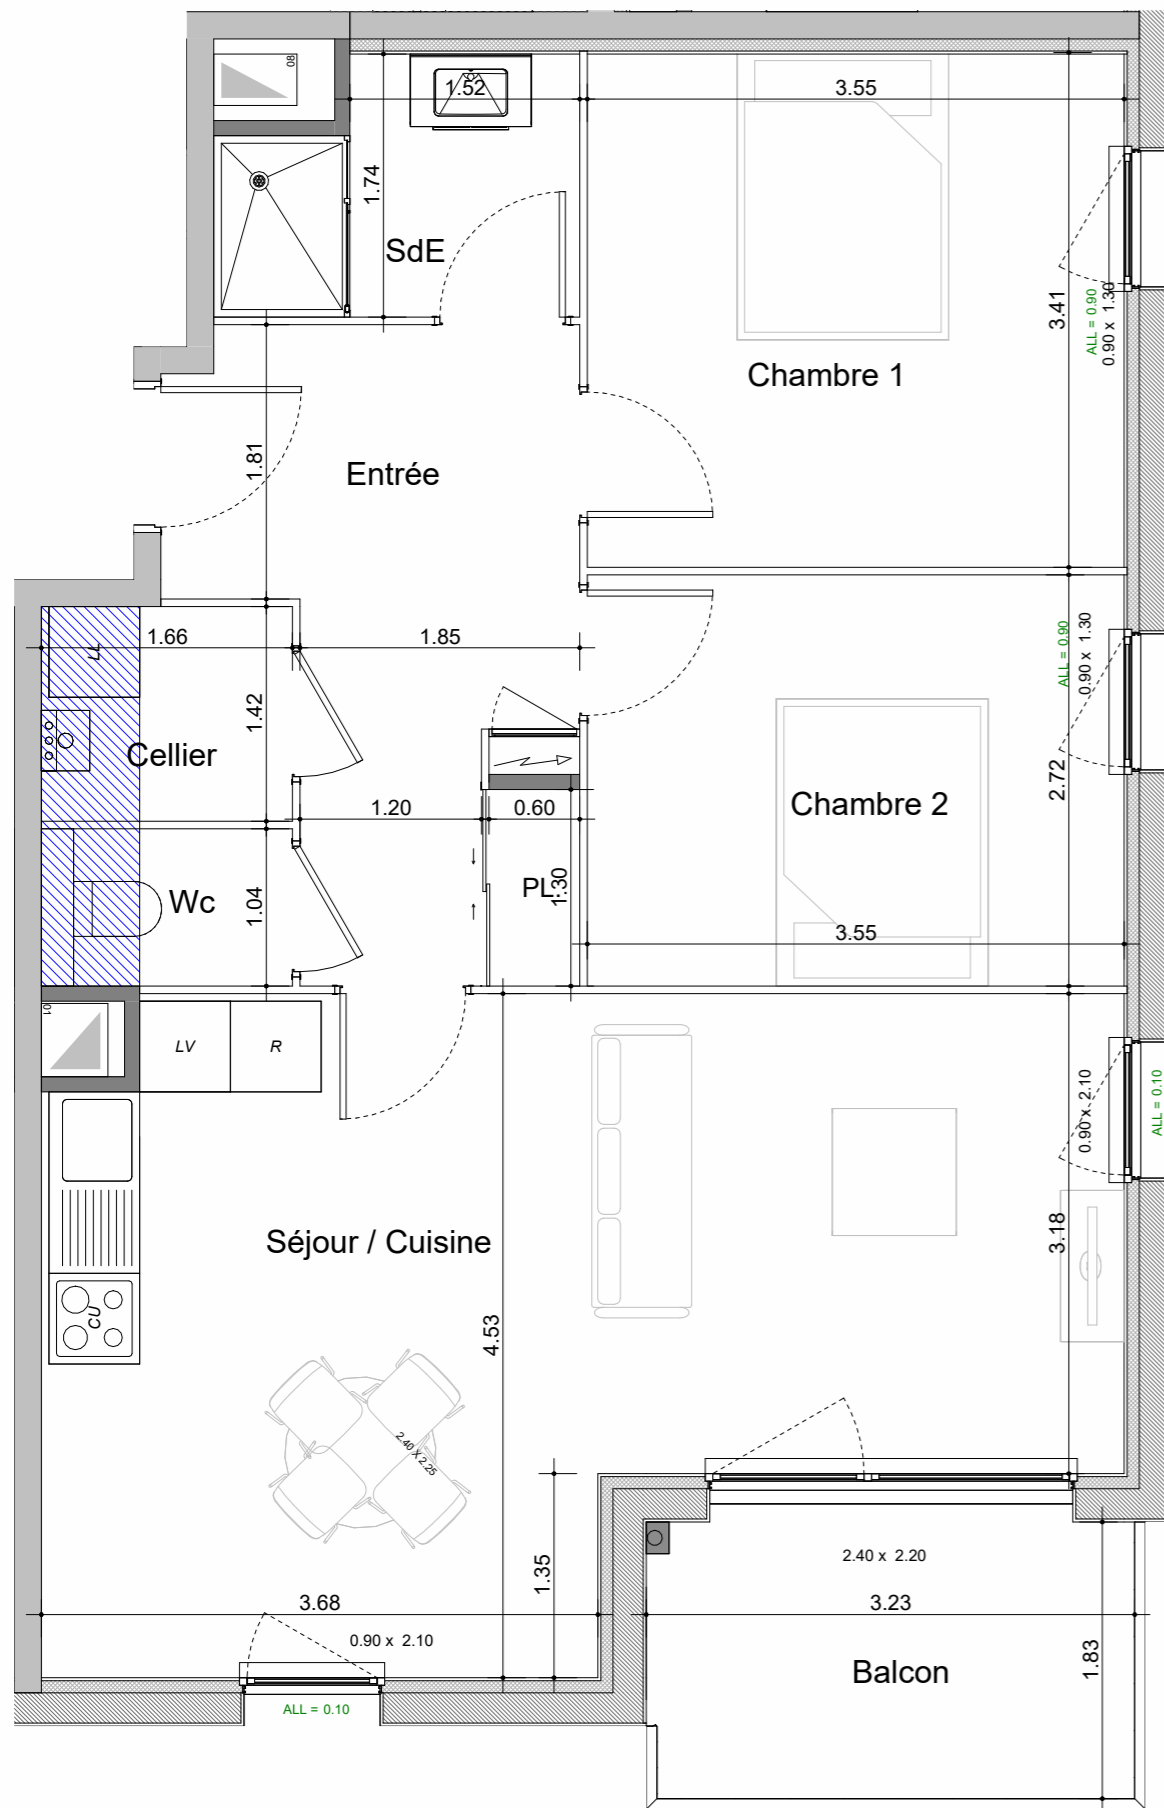 08
1.52
3.55
1.74
SdE
3.41
ALL = 0.90
0.90 x 1.30
Chambre 1
1.81
Entrée
1.66
1.85
LL
1.42
Cellier
ALL = 0.90
0.90 x 1.30
2.72
1.20
0.60
Chambre 2
PL
1.30
Wc
1.04
3.55
01
LV
R
0.90 x 2.10
ALL = 0.10
Séjour / Cuisine
3.18
CU
4.53
2.40 X 2.25
1.35
2.40 x 2.20
3.68
3.23
0.90 x 2.10
Balcon
1.83
ALL = 0.10